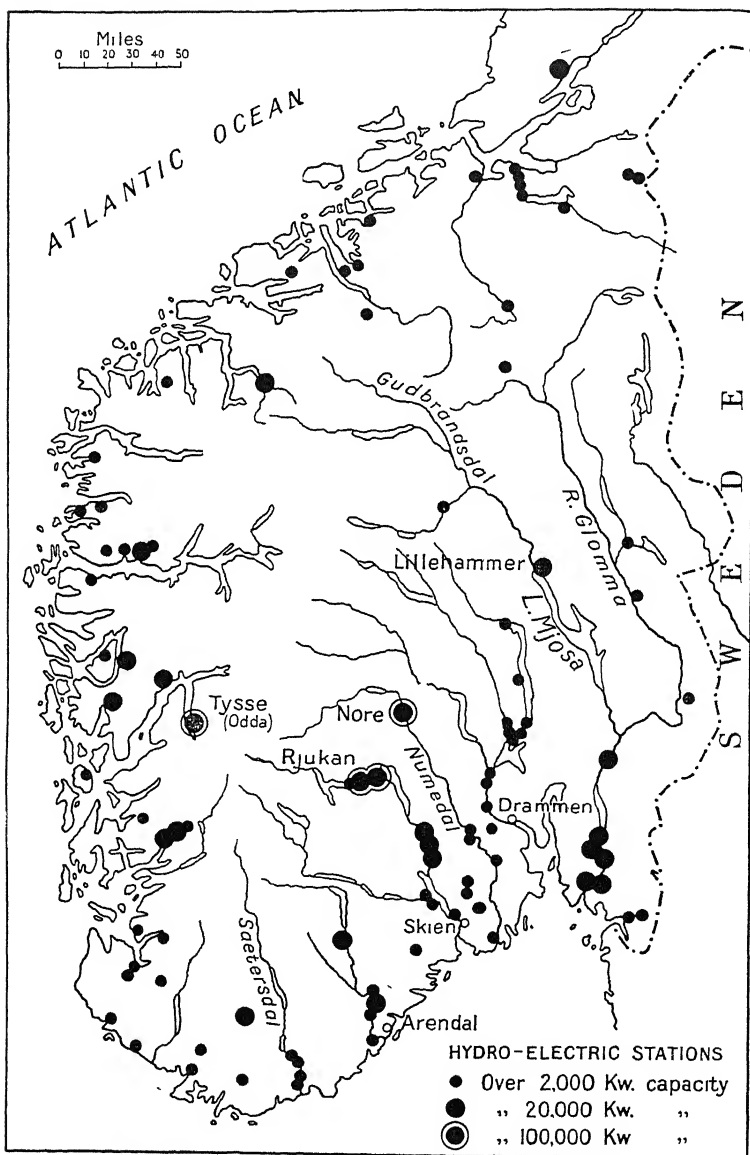 Miles
0 10 20 30 40 50
ATLANTIC OCEAN
SWEDEN
Gudbrandsdal
R. Glomma
Lillehammer
L. Mjosa
Tysse
(Odda)
Nore
Rjukan
Numedal
Drammen
Skien
Saetersdal
Arendal
HYDRO-ELECTRIC STATIONS
Over 2,000 Kw. capacity
„ 20,000 Kw. „
„ 100,000 Kw „